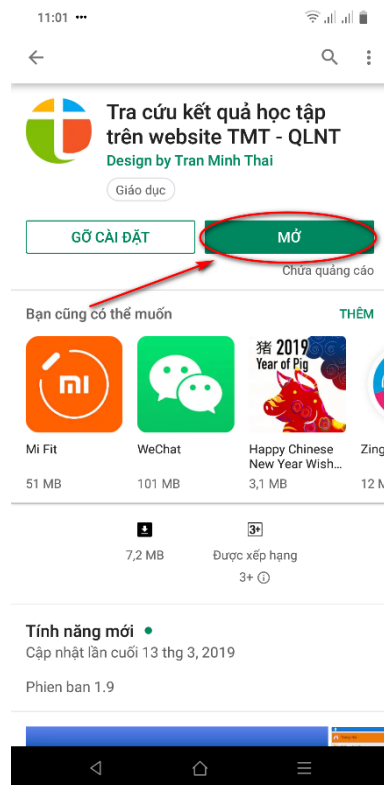 11:01
Tra cứu kết quả học tập
trên website TMT - QLNT
Design by Tran Minh Thai
Giáo dục
GỠ CÀI ĐẶT
MỞ
Chứa quảng cáo
Bạn cũng có thể muốn
THÊM
猪 2019
Year of Pig
Mi Fit
WeChat
Happy Chinese
New Year Wish...
Zing
51 MB
101 MB
3,1 MB
12 M
3+
7,2 MB
Được xếp hạng
3+
Tính năng mới
Cập nhật lần cuối 13 thg 3, 2019
Phien ban 1.9